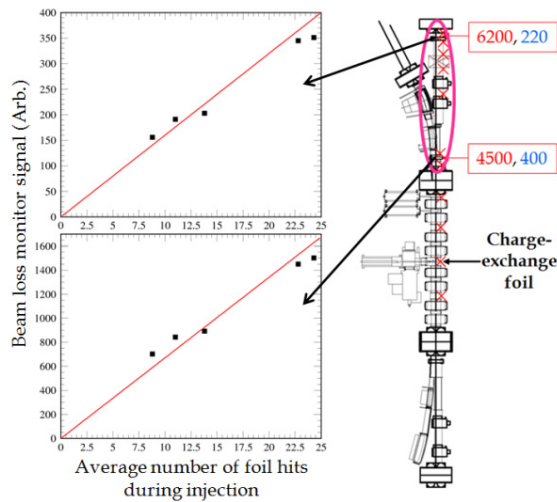 Beam loss monitor signal (Arb.)
400
350
300
250
200
150
100
50
0
0 2.5 5 7.5 10 12.5 15 17.5 20 22.5 25
1600
1400
1200
1000
800
600
400
200
0
0 2.5 5 7.5 10 12.5 15 17.5 20 22.5 25
Average number of foil hits
during injection
6200, 220
4500, 400
Charge-
exchange
foil